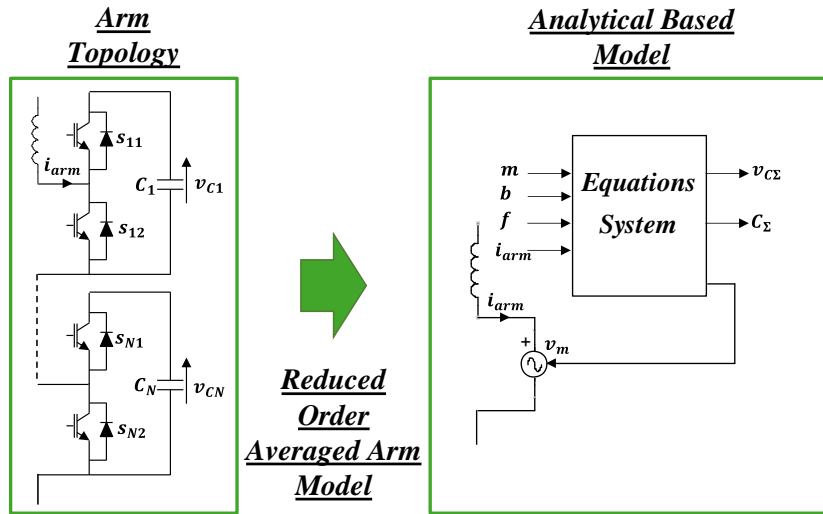 Arm
Topology
s11
iarm
C1
vC1
s12
sN1
CN
vCN
sN2
Reduced
Order
Averaged Arm
Model
Analytical Based
Model
m
b
f
iarm
Equations
System
vCΣ
CΣ
iarm
+
vm